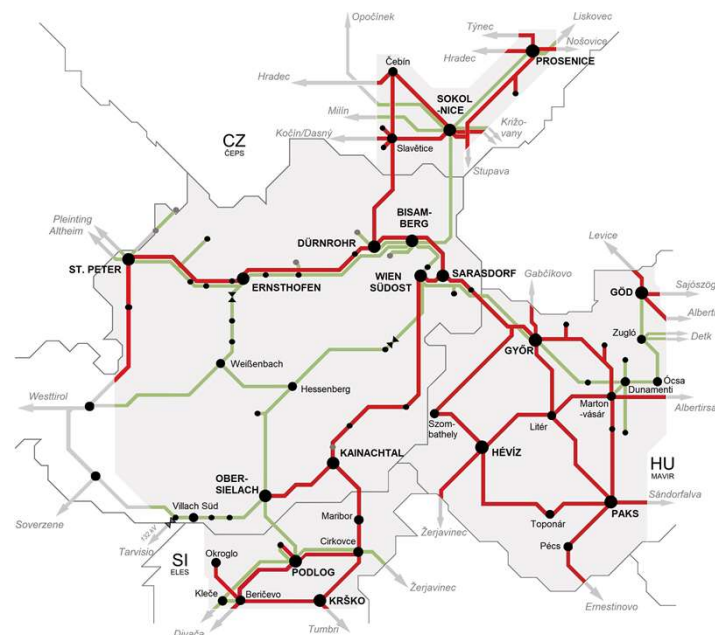 Opočínek
Týnec
Liskovec
Hradec
Nošovice
PROSENICE
Čebín
Hradec
SOKOL
-NICE
Milín
Križo-
vany
Kočín/Dasný
Slavětice
Stupava
CZ
ČEPS
BISAM-
BERG
Pleinting
Altheim
DÜRNROHR
ST. PETER
WIEN
SÜDOST
SARASDORF
ERNSTHOFEN
Levice
Gabčíkovo
Sajószög
GÖD
Alberti
Zugló
Detk
GYŐR
Weißenbach
Ócsa
Dunamenti
Hessenberg
Westtirol
Marton
-vásár
Albertirsa
Szom-
bathely
Litér
KAINACHTAL
HÉVÍZ
HU
MAVIR
OBER-
SIELACH
Sándorfalva
PAKS
Villach Süd
Soverzene
Maribor
Toponár
132 kV
Tarvisio
Žerjavinec
Pécs
Cirkovce
SI
ELES
Okroglo
PODLOG
Žerjavinec
Kleče
Beričevo
KRŠKO
Ernestinovo
Divača
Tumbri